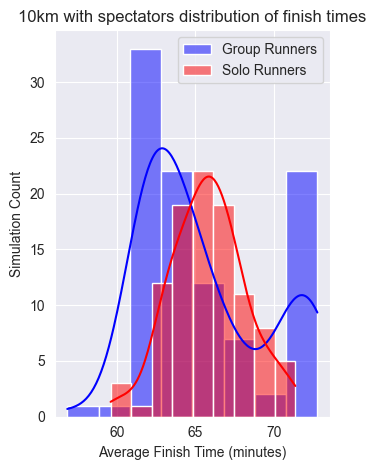 10km with spectators distribution of finish times
Group Runners
Solo Runners
Simulation Count
30
25
20
15
10
5
0
60
65
70
Average Finish Time (minutes)